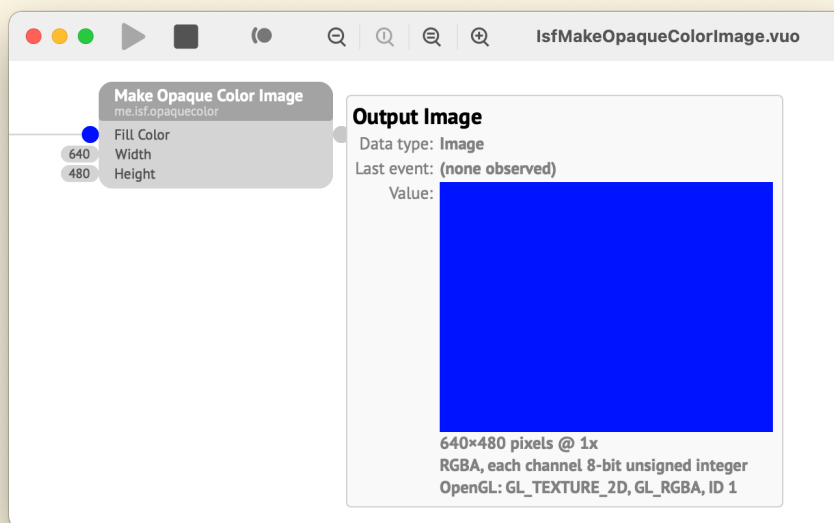 IsfMakeOpaqueColorImage.vuo
Make Opaque Color Image
me.isf.opaquecolor
Fill Color
640 Width
480 Height
Output Image
Data type: Image
Last event: (none observed)
Value:
640×480 pixels @ 1x
RGBA, each channel 8-bit unsigned integer
OpenGL: GL_TEXTURE_2D, GL_RGBA, ID 1